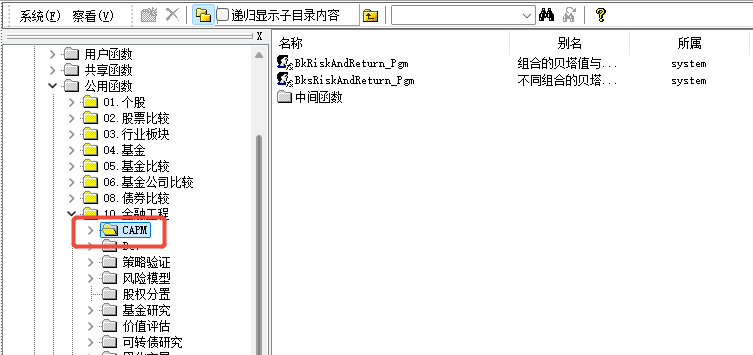 系统(F) 察看(V) 递归显示子目录内容
X
用户函数
共享函数
公用函数
01.个股
02.股票比较
03.行业板块
04.基金
05.基金比较
06.基金公司比较
08.债券比较
10.金融工程
CAPM
策略验证
风险模型
股权分置
基金研究
价值评估
可转债研究
名称 别名 所属
BkRiskAndReturn_Pgm 组合的贝塔值与... system
BksRiskAndReturn_Pgm 不同组合的贝塔... system
中间函数